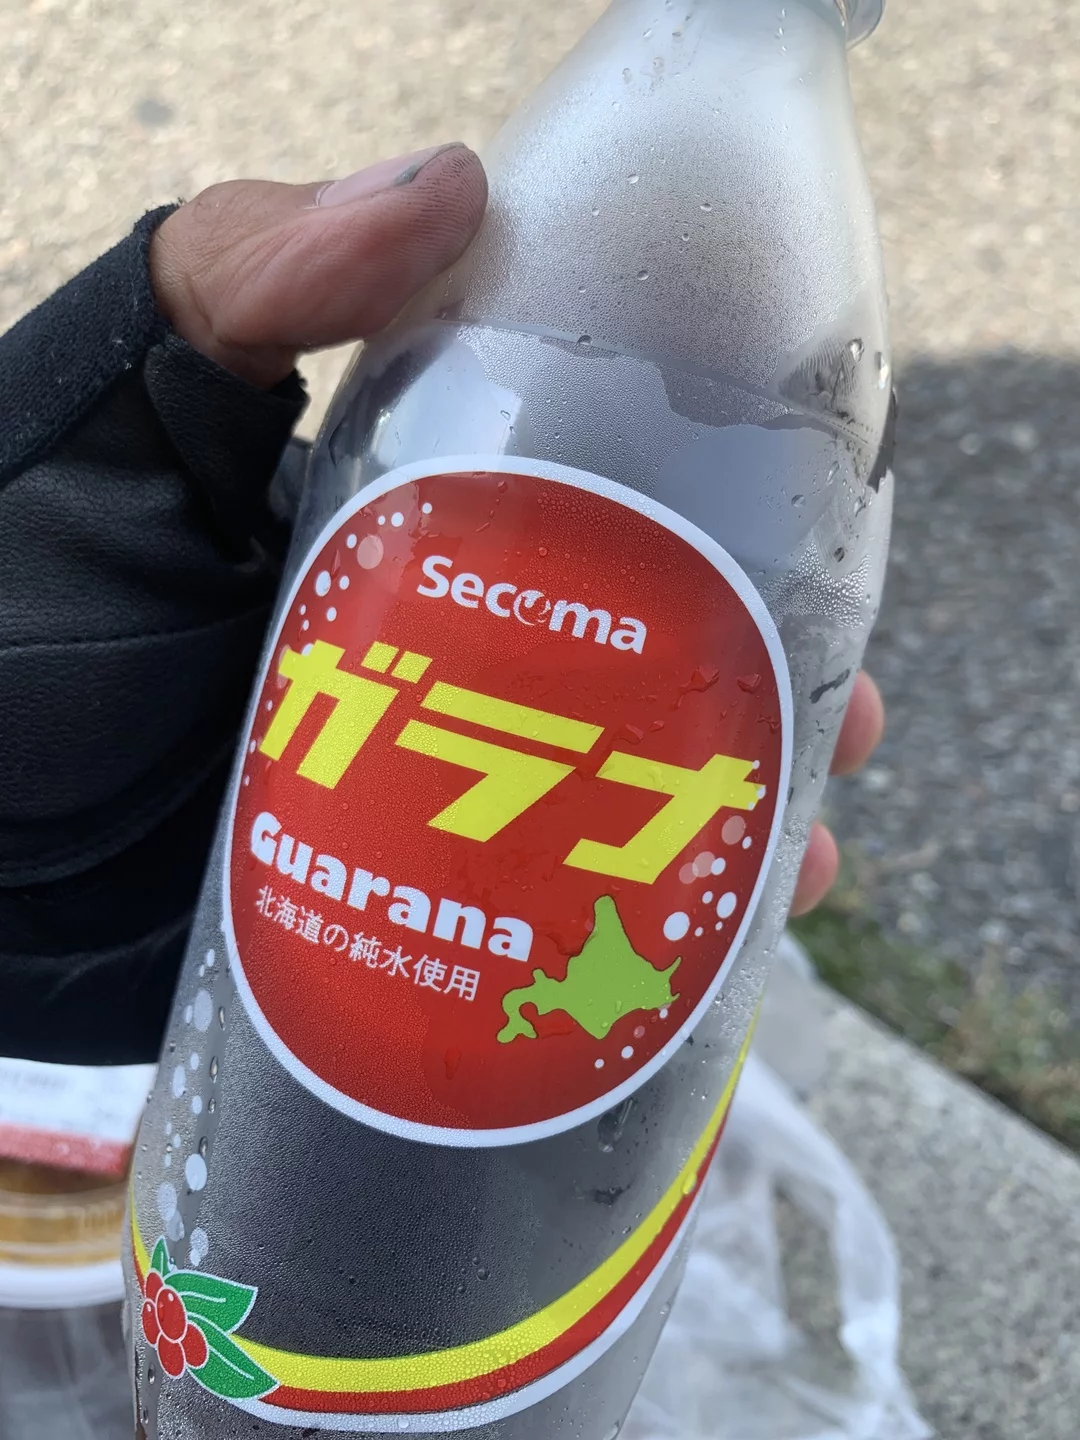 Secoma
ガラナ
Guarana
北海道の純水使用